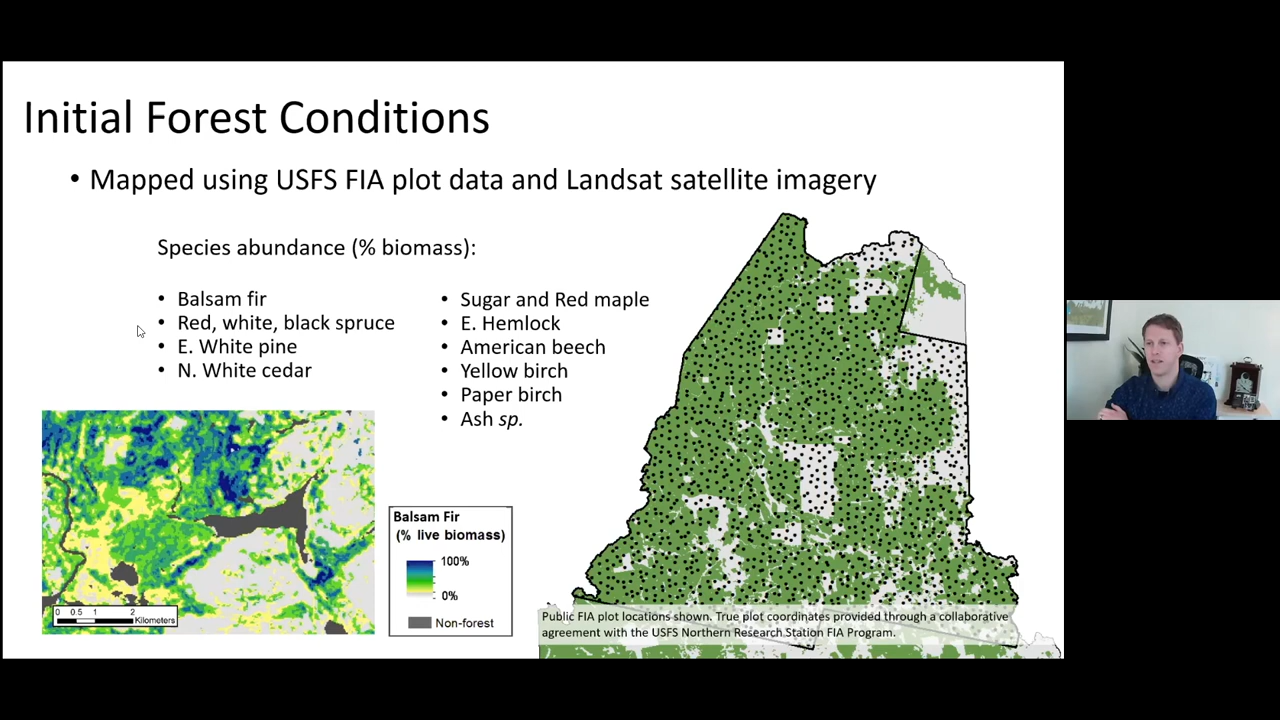 Initial Forest Conditions
• Mapped using USFS FIA plot data and Landsat satellite imagery
Species abundance (% biomass):
• Balsam fir
• Red, white, black spruce
• E. White pine
• N. White cedar
• Sugar and Red maple
• E. Hemlock
• American beech
• Yellow birch
• Paper birch
• Ash sp.
0 0.5 1 2
Kilometers
Balsam Fir
(% live biomass)
100%
0%
Non-forest
Public FIA plot locations shown. True plot coordinates provided through a collaborative
agreement with the USFS Northern Research Station FIA Program.